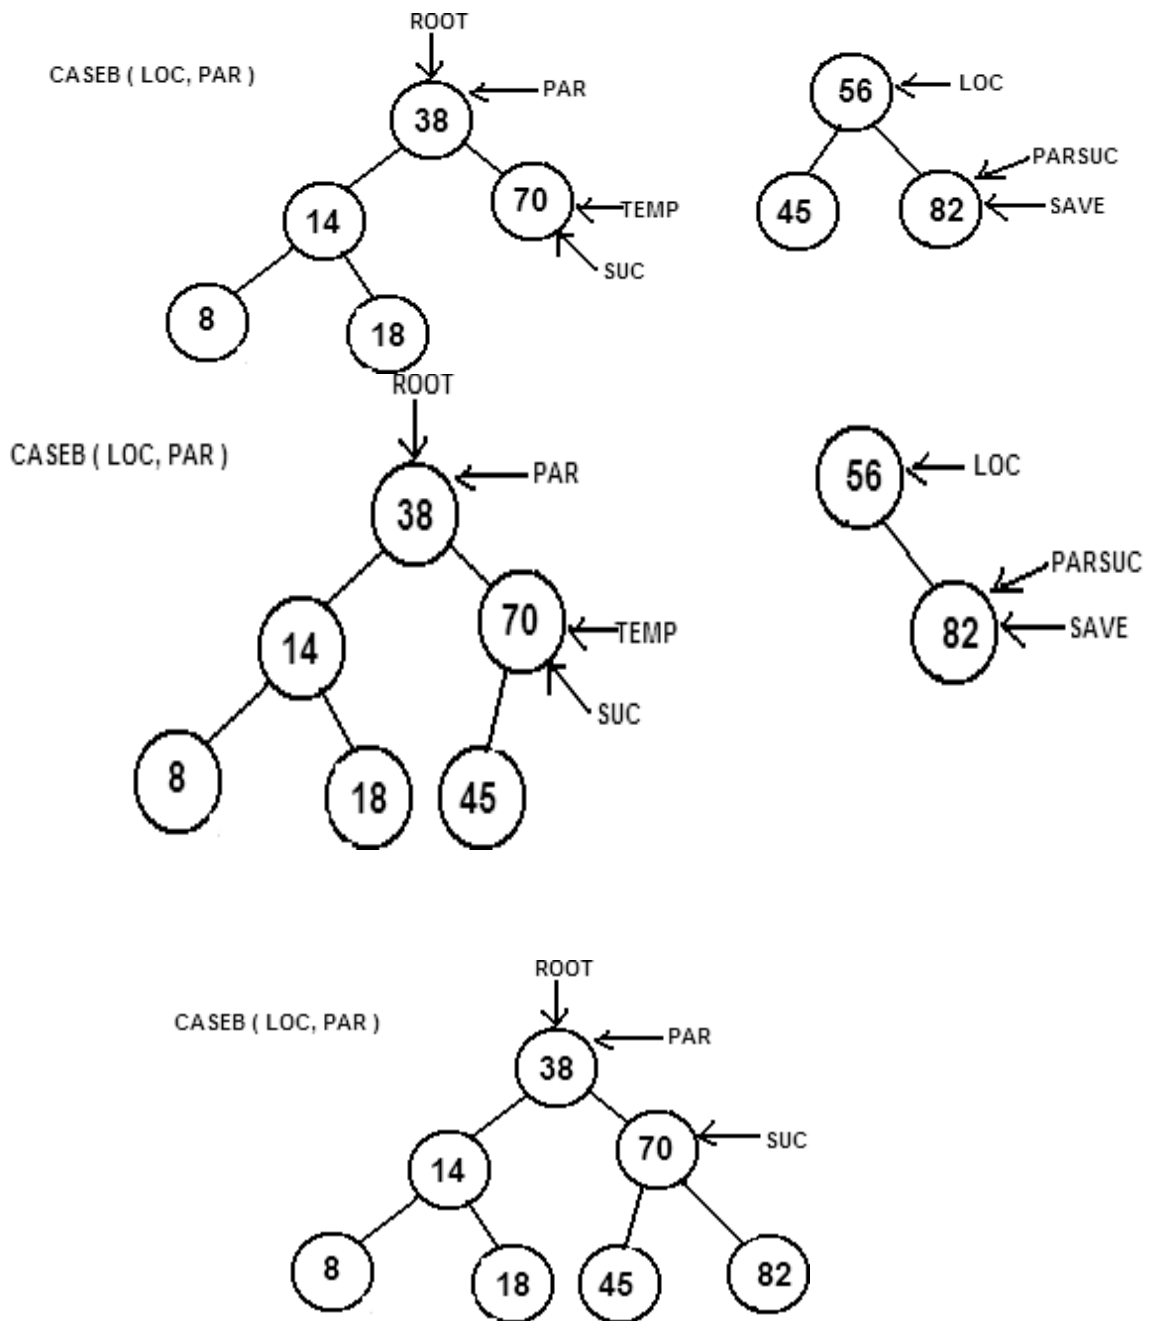 ROOT
CASEB ( LOC, PAR )
PAR
LOC
38
56
PARSUC
70
TEMP
45
82
SAVE
14
SUC
8
18
ROOT
CASEB ( LOC, PAR )
PAR
LOC
38
56
PARSUC
70
TEMP
82
SAVE
14
SUC
8
18
45
ROOT
CASEB ( LOC, PAR )
PAR
38
SUC
70
14
8
18
45
82